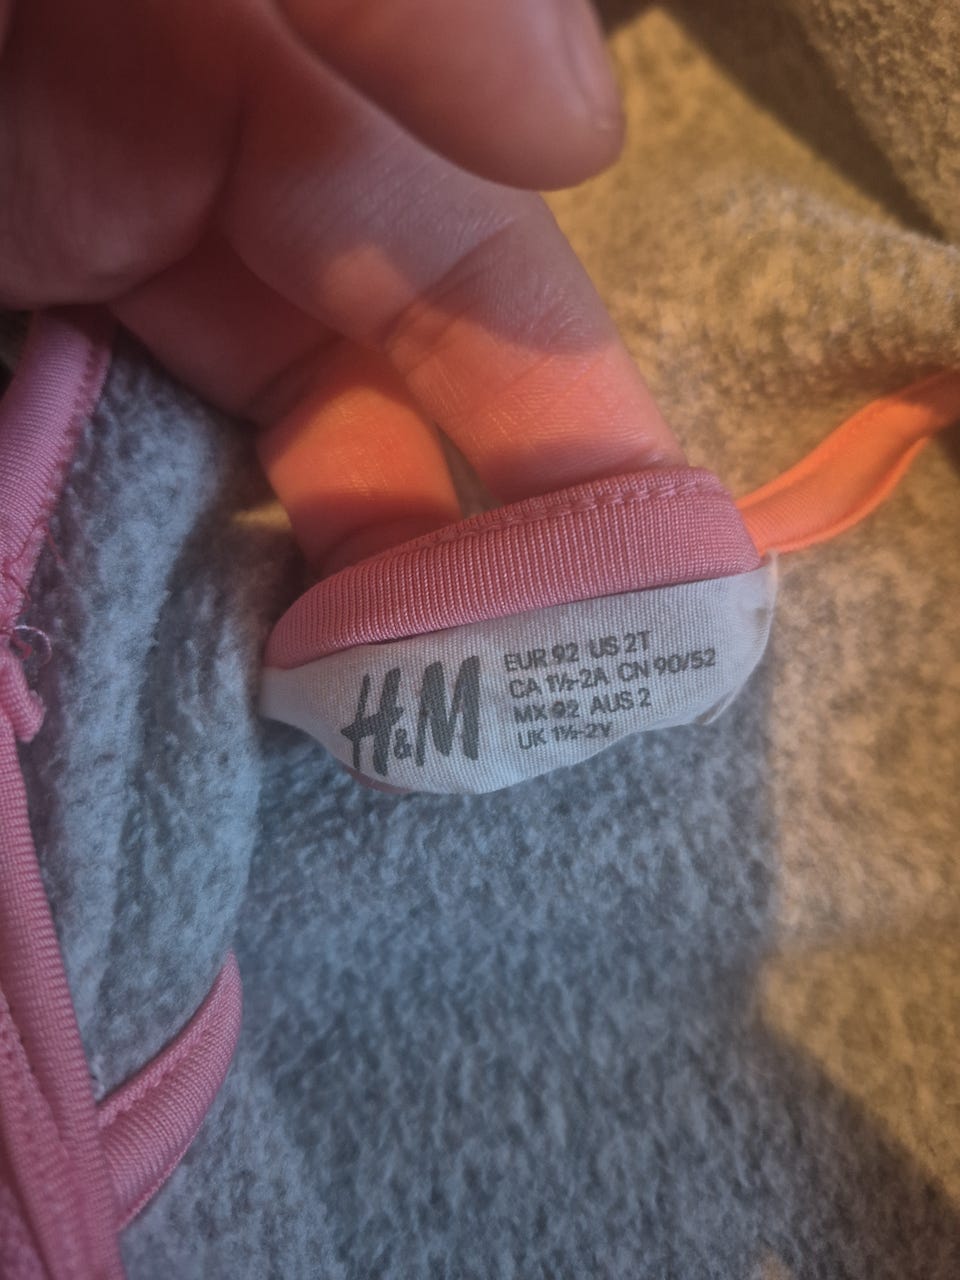 H&M
EUR 92 US 2T
CA 1½-2A CN 90/52
MX 92 AUS 2
UK 1½-2Y